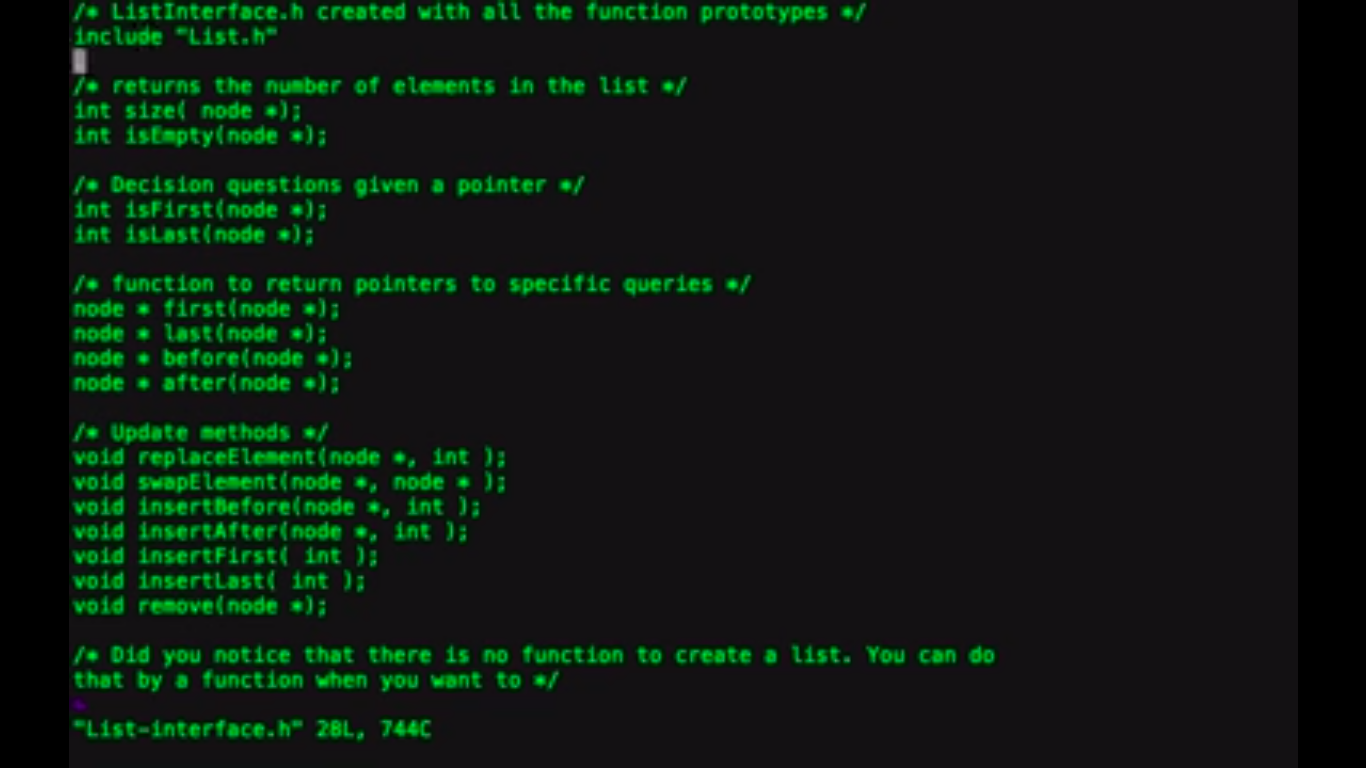 /* ListInterface.h created with all the function prototypes */
include "List.h"
/* returns the number of elements in the list */
int size( node *);
int isEmpty(node *);
/* Decision questions given a pointer */
int isFirst(node *);
int isLast(node *);
/* function to return pointers to specific queries */
node * first(node *);
node * last(node *);
node * before(node *);
node * after(node *);
/* Update methods */
void replaceElement(node *, int );
void swapElement(node *, node * );
void insertBefore(node *, int );
void insertAfter(node *, int );
void insertFirst( int );
void insertLast( int );
void remove(node *);
/* Did you notice that there is no function to create a list. You can do
that by a function when you want to */
~
"List-interface.h" 28L, 744C